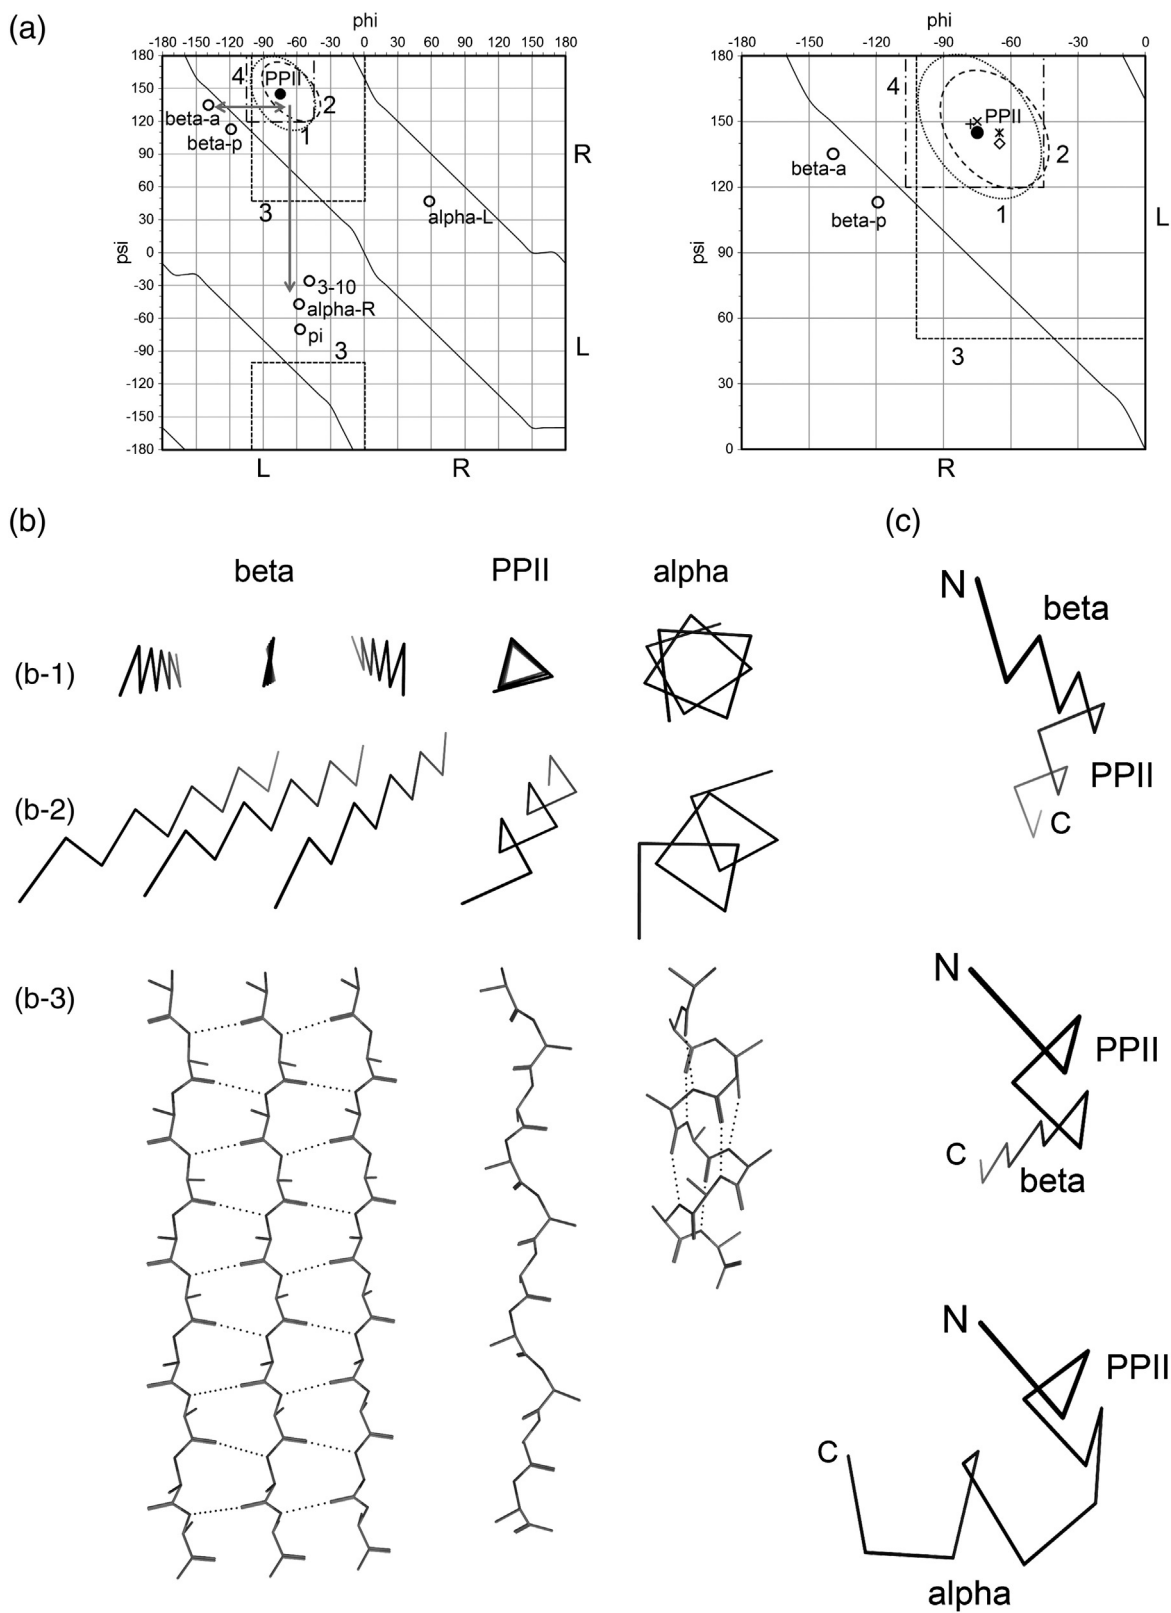 (a)
phi
-180 -150 -120 -90 -60 -30 0 30 60 90 120 150 180
180
150
120
90
60
30
0
-30
-60
-90
-120
-150
-180
psi
4
PPII
2
beta-a
beta-p
1
3
alpha-L
3-10
alpha-R
pi
3
R
L
L
R
phi
-180 -150 -120 -90 -60 -30 0
180
150
120
90
60
30
0
psi
4
PPII
2
beta-a
1
beta-p
3
L
R
(b)
beta
PPII
alpha
(b-1)
(b-2)
(b-3)
(c)
N
beta
PPII
C
N
PPII
C
beta
N
PPII
C
alpha